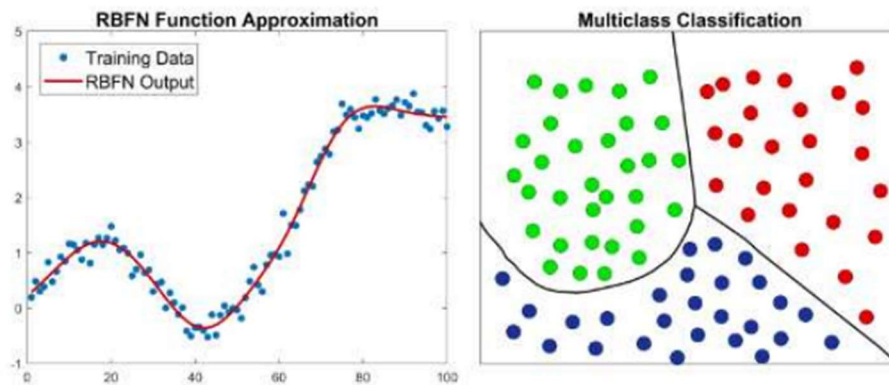 RBFN Function Approximation
Training Data
RBFN Output
5
4
3
2
1
0
-1
0 20 40 60 80 100
Multiclass Classification